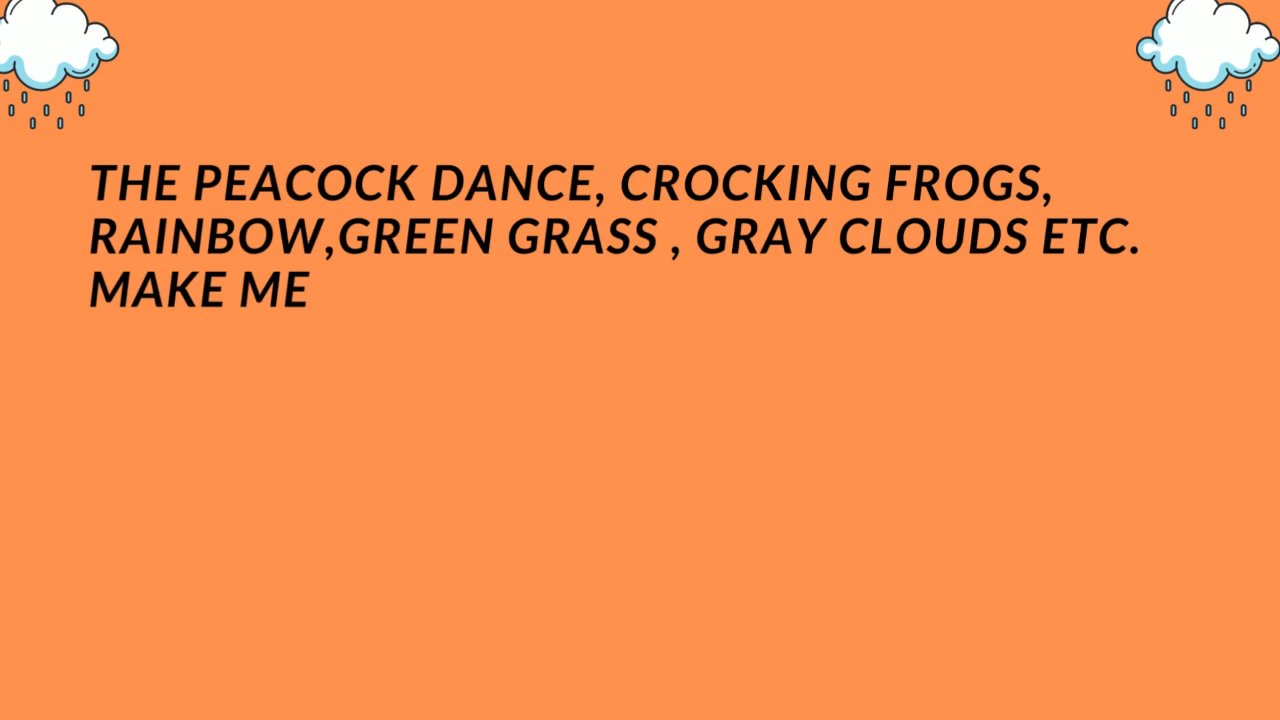 THE PEACOCK DANCE, CROCKING FROGS,
RAINBOW,GREEN GRASS , GRAY CLOUDS ETC.
MAKE ME